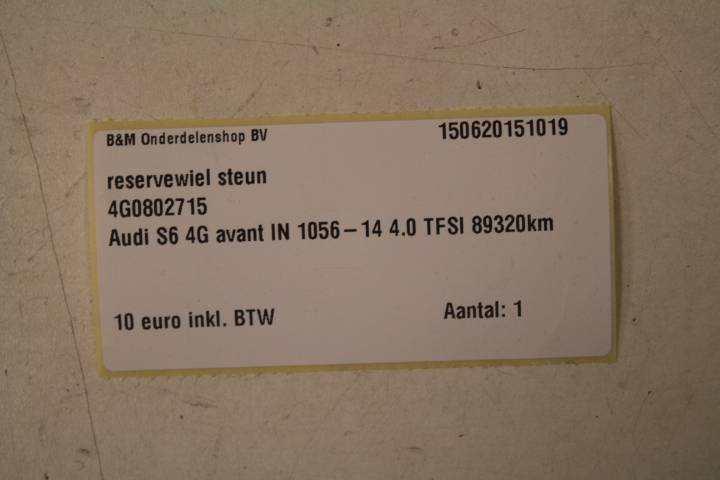 B&M Onderdelenshop BV 150620151019
reservewiel steun
4G0802715
Audi S6 4G avant IN 1056-14 4.0 TFSI 89320km
10 euro inkl. BTW Aantal: 1